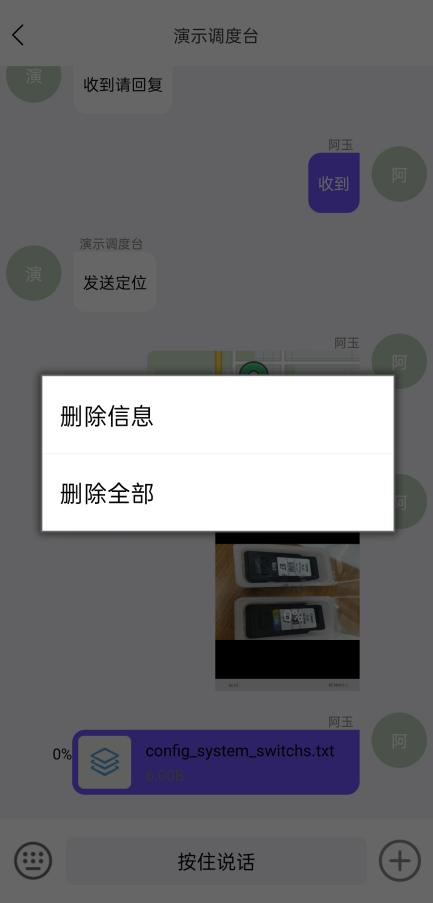 演示调度台
演
收到请回复
阿玉
收到
阿
演示调度台
演
发送定位
阿玉
阿
删除信息
删除全部
阿
阿玉
阿
0%
config_system_switchs.txt
6.00B
按住说话